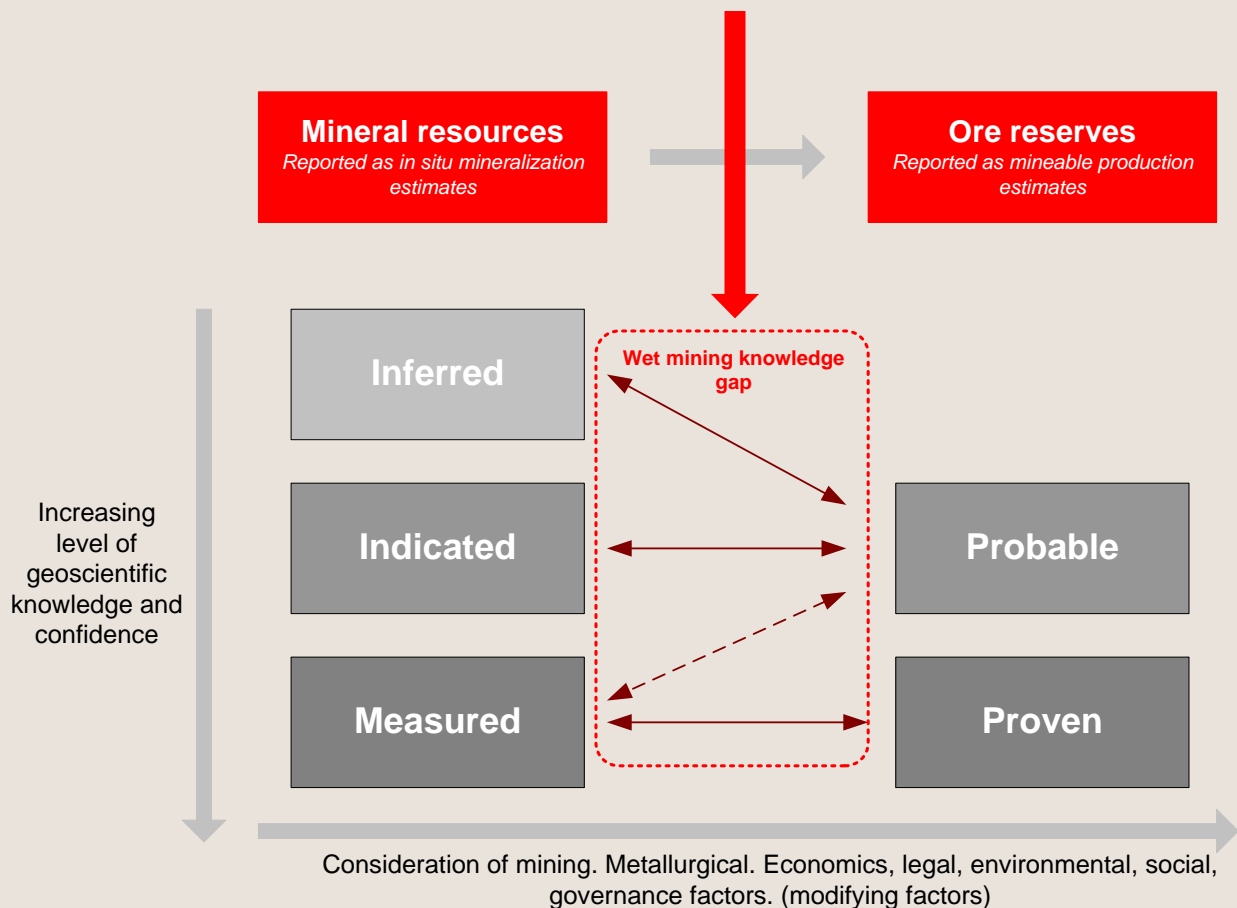 Mineral resources
Reported as in situ mineralization
estimates
Ore reserves
Reported as mineable production
estimates
Inferred
Wet mining knowledge
gap
Increasing
level of
geoscientific
knowledge and
confidence
Indicated
Probable
Measured
Proven
Consideration of mining. Metallurgical. Economics, legal, environmental, social,
governance factors. (modifying factors)